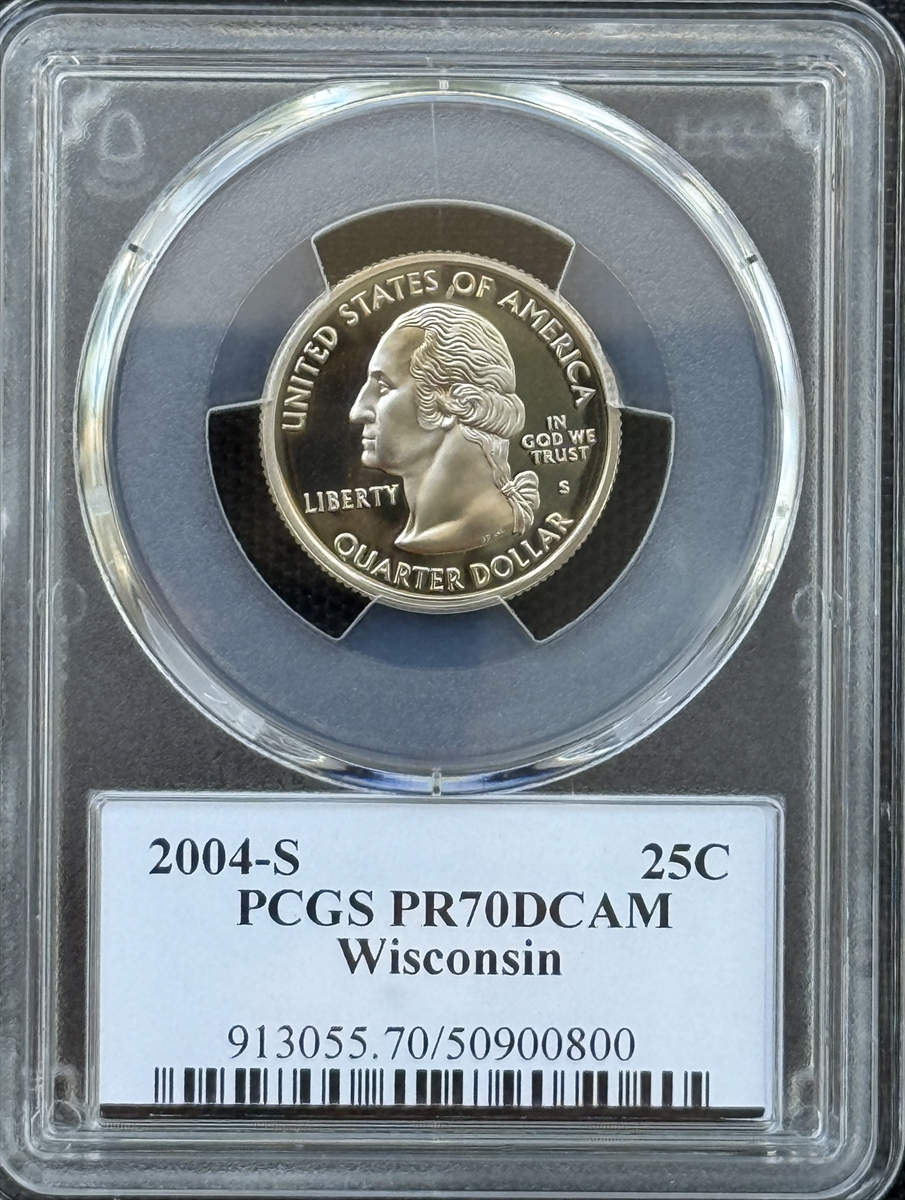 UNITED STATES OF AMERICA
IN
GOD WE
TRUST
LIBERTY
S
QUARTER DOLLAR
2004-S 25C
PCGS PR70DCAM
Wisconsin
913055.70/50900800